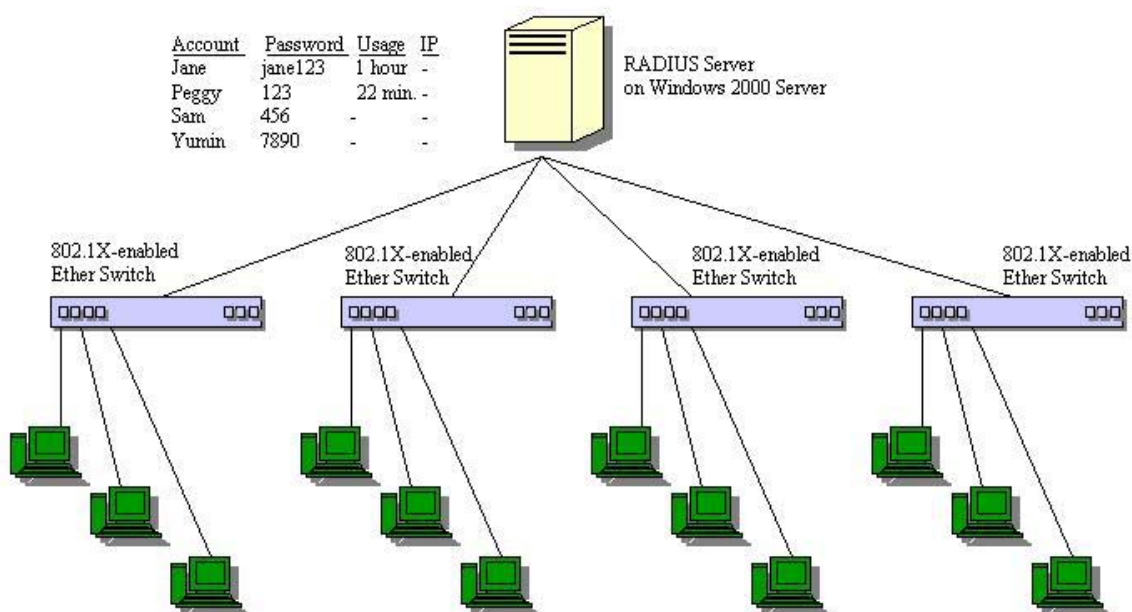 Account Password Usage IP
Jane jane123 1 hour -
Peggy 123 22 min. -
Sam 456 - -
Yumin 7890 - -
RADIUS Server
on Windows 2000 Server
802.1X-enabled
Ether Switch
802.1X-enabled
Ether Switch
802.1X-enabled
Ether Switch
802.1X-enabled
Ether Switch